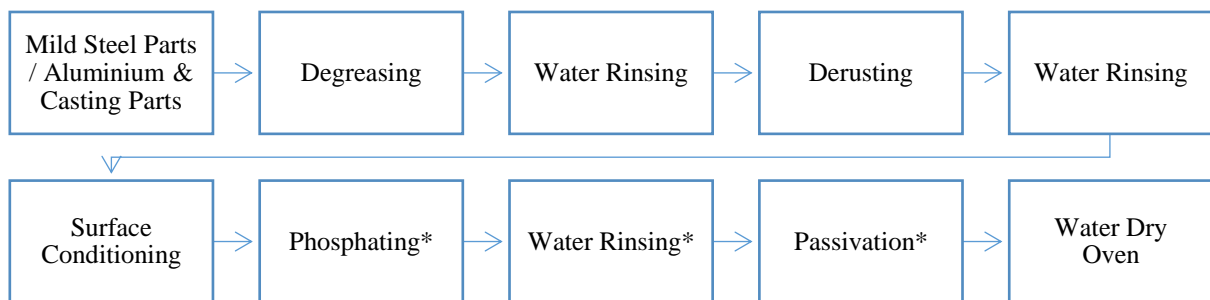 Mild Steel Parts
/ Aluminium &
Casting Parts
Degreasing
Water Rinsing
Derusting
Water Rinsing
Surface
Conditioning
Phosphating*
Water Rinsing*
Passivation*
Water Dry
Oven